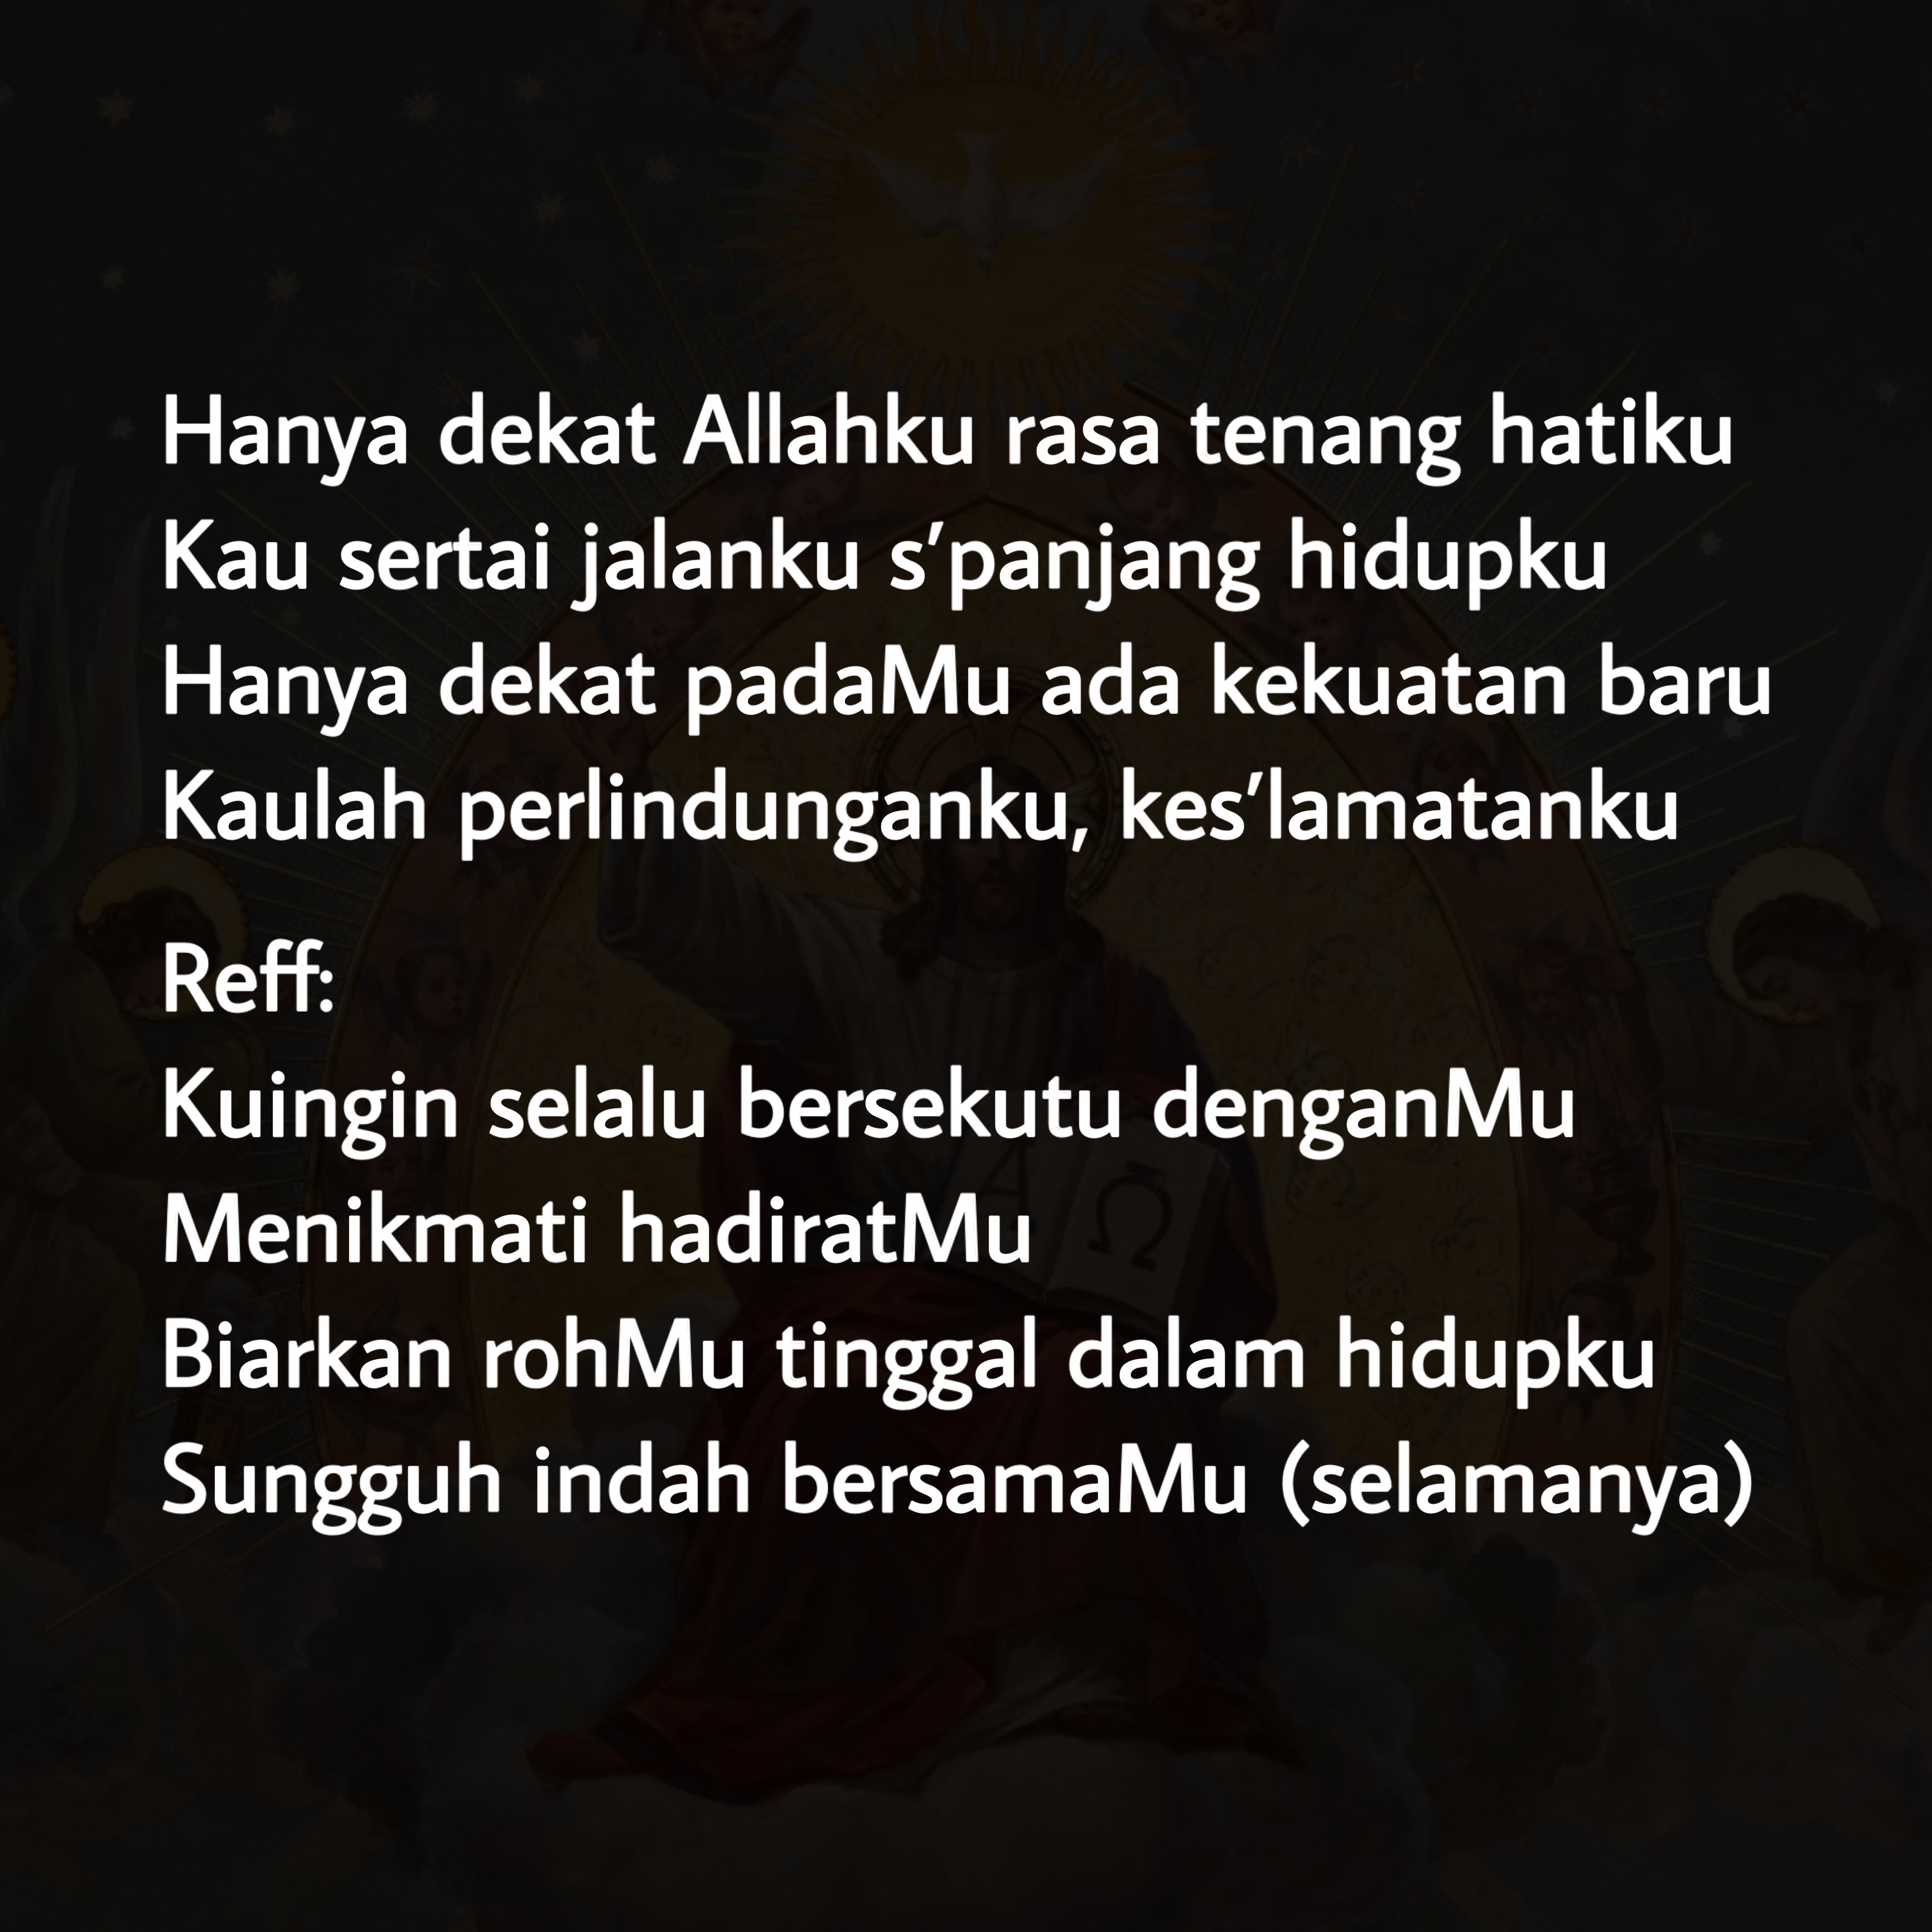 Hanya dekat Allahku rasa tenang hatiku
Kau sertai jalanku s'panjang hidupku
Hanya dekat padaMu ada kekuatan baru
Kaulah perlindunganku, kes'lamatanku
Reff:
Kuingin selalu bersekutu denganMu
Menikmati hadiratMu
Biarkan rohMu tinggal dalam hidupku
Sungguh indah bersamaMu (selamanya)
A Ω